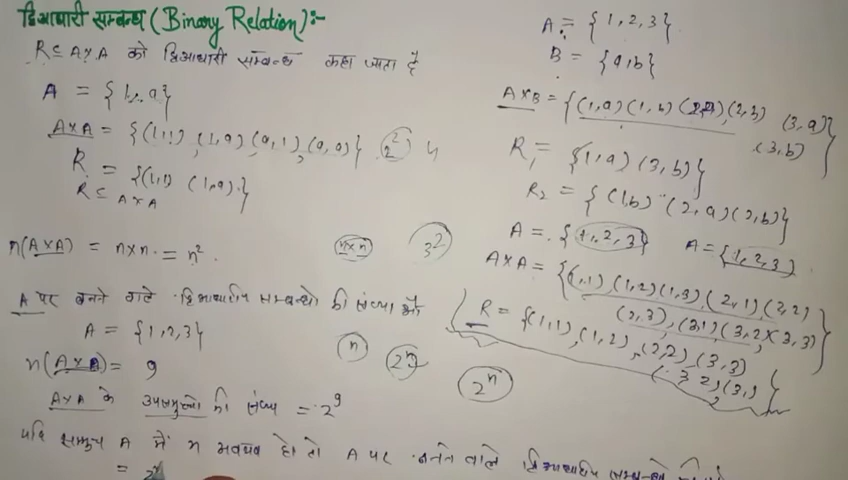 द्विआधारी सम्बन्ध (Binary Relation):-
R⊆A×A को द्विआधारी सम्बन्ध कहा जाता है
A = {1, a}
A×A = {(1,1), (1,a), (a,1), (a,a)} 2² 4
R = {(1,1) (1,a)}
R⊆A×A
n(A×A) = n×n = n² (n×n) 3²
A पर बनने वाले द्विआधारीय सम्बन्धो की संख्या
A = {1,2,3}
n(A×A) = 9
n 2ⁿ 2ⁿ
A×A के उपसमुच्चयो की संख्या = 2⁹
यदि समुच्चय A में n अवयव हो तो A पर बनने वाले द्विआधारीय सम्बन्धो
=
A = {1,2,3}
B = {a,b}
A×B = {(1,a) (1,b) (2,a), (2,b) (3,a)
(3,b)}
R₁ = {(1,a) (3,b)}
R₂ = {(1,b) (2,a) (2,b)}
A = {1,2,3} A = {1,2,3}
A×A = {(1,1) (1,2) (1,3), (2,1) (2,2)
(2,3), (3,1) (3,2) (3,3)}
R = {(1,1), (1,2), (2,2) (3,3)
(3,2), (3,1)}